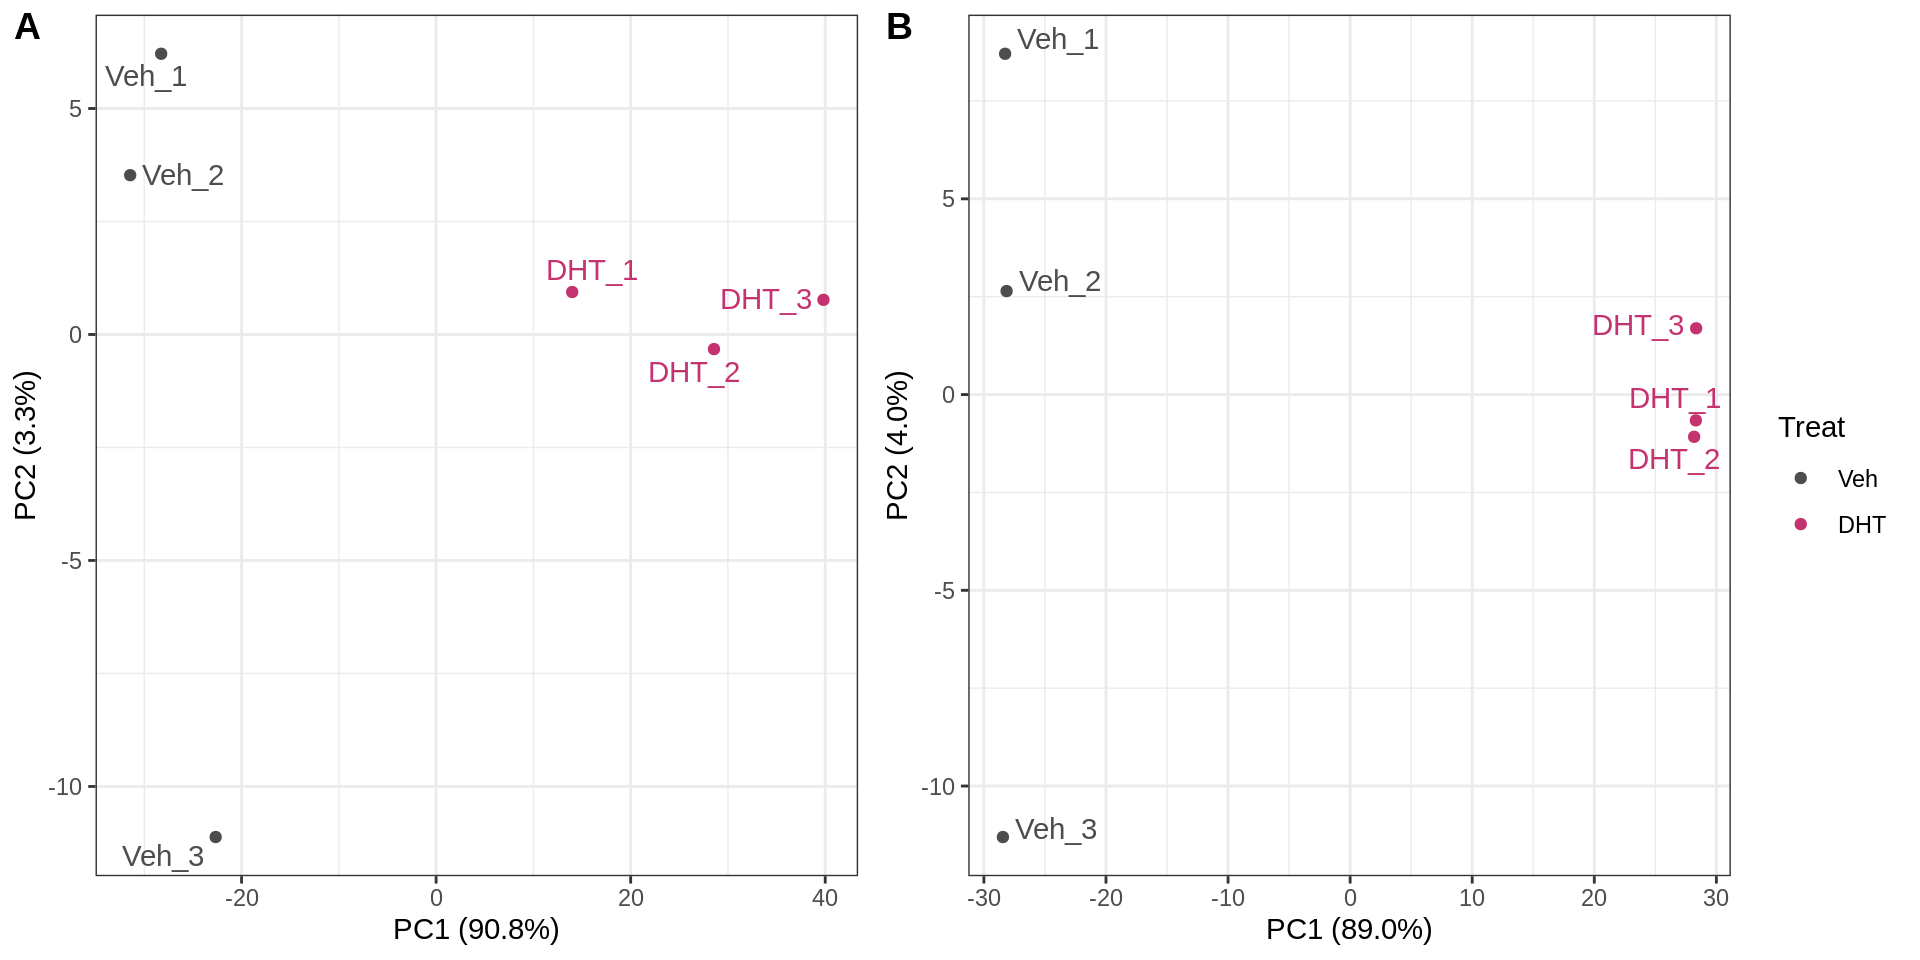 A
Veh_1
5
Veh_2
DHT_1
DHT_3
0
DHT_2
PC2 (3.3%)
-5
-10
Veh_3
-20 0 20 40
PC1 (90.8%)
B
Veh_1
5
Veh_2
DHT_3
0
DHT_1
DHT_2
PC2 (4.0%)
-5
-10
Veh_3
-30 -20 -10 0 10 20 30
PC1 (89.0%)
Treat
Veh
DHT